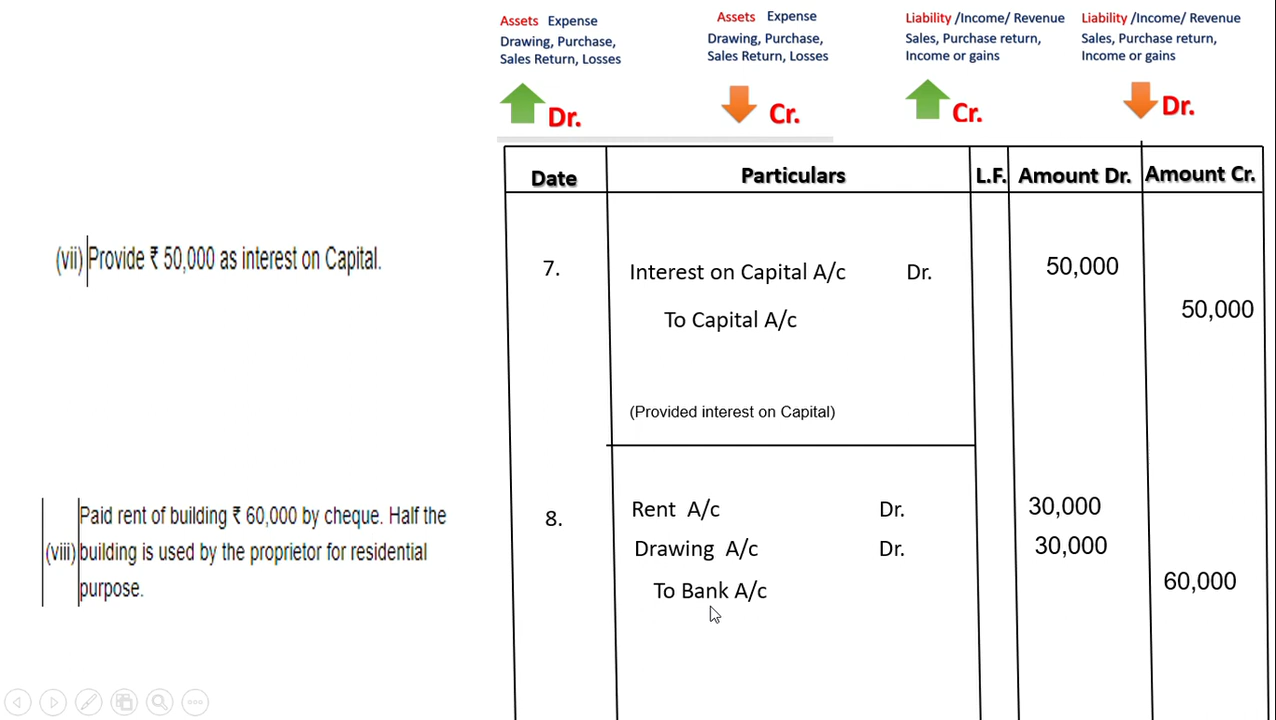 Assets Expense
Drawing, Purchase,
Sales Return, Losses
Dr.
Assets Expense
Drawing, Purchase,
Sales Return, Losses
Cr.
Liability /Income/ Revenue
Sales, Purchase return,
Income or gains
Cr.
Liability /Income/ Revenue
Sales, Purchase return,
Income or gains
Dr.
Date Particulars L.F. Amount Dr. Amount Cr.
(vii) Provide ₹ 50,000 as interest on Capital.
7. Interest on Capital A/c Dr. 50,000
To Capital A/c 50,000
(Provided interest on Capital)
Paid rent of building ₹ 60,000 by cheque. Half the
(viii) building is used by the proprietor for residential
purpose.
8. Rent A/c Dr. 30,000
Drawing A/c Dr. 30,000
To Bank A/c 60,000